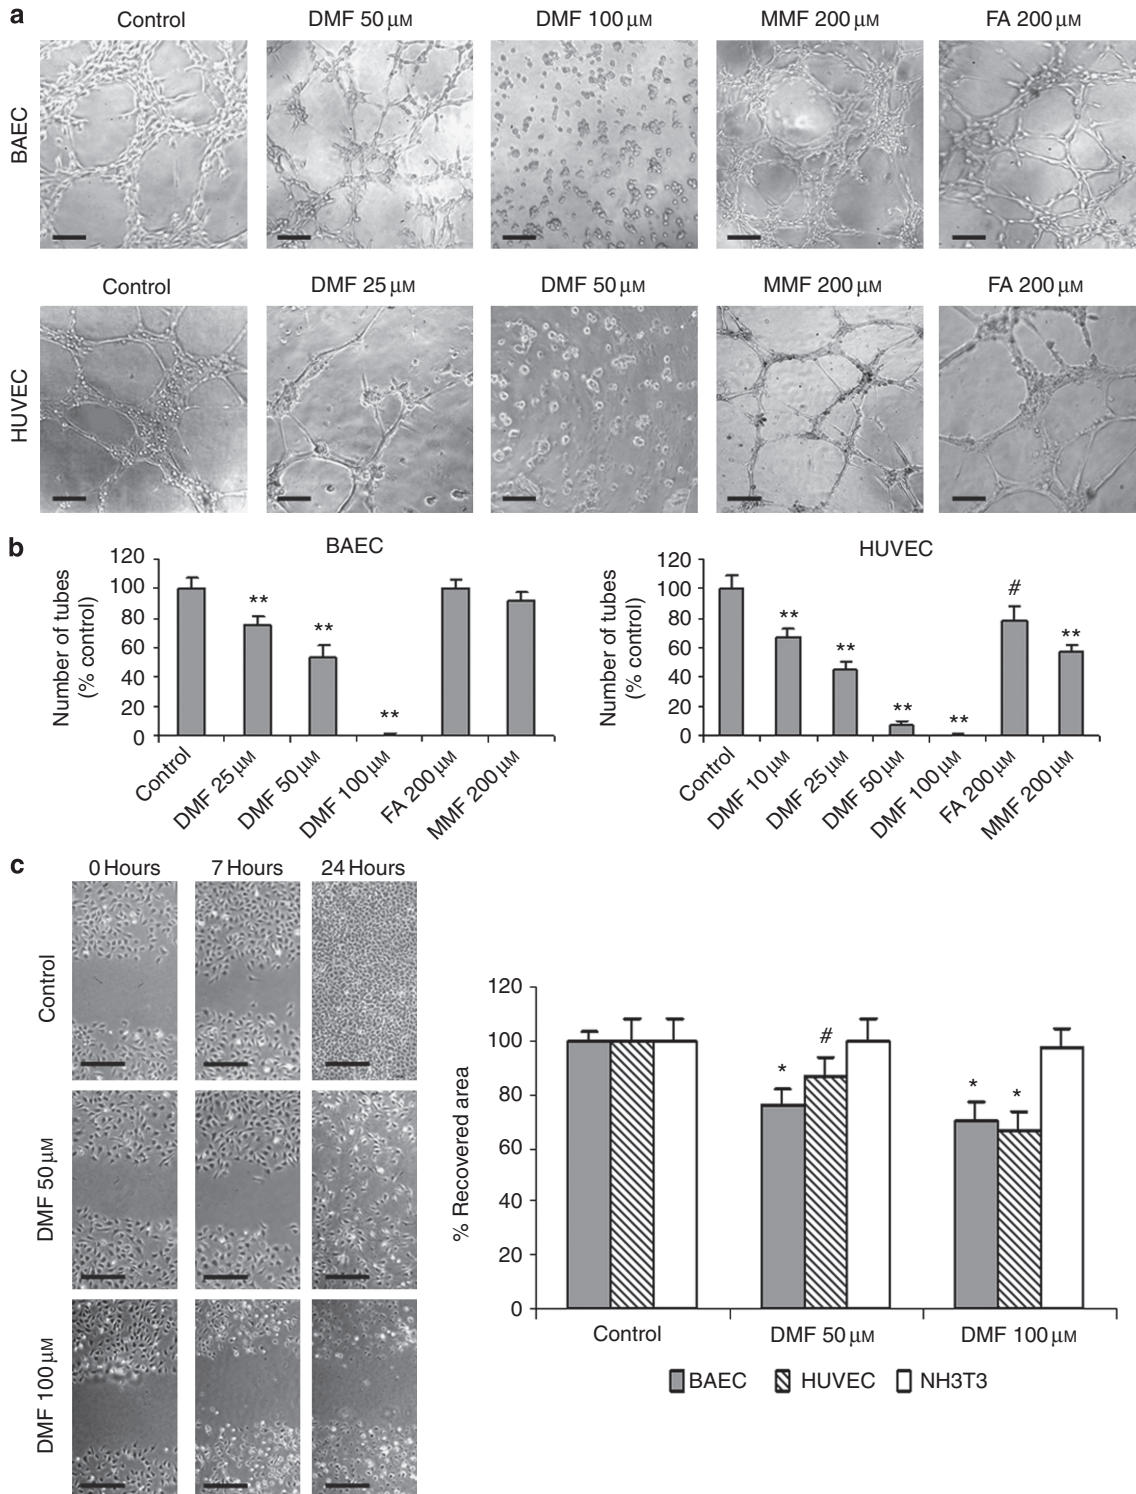 a
Control
DMF 50 μM
DMF 100 μM
MMF 200 μM
FA 200 μM
BAEC
Control
DMF 25 μM
DMF 50 μM
MMF 200 μM
FA 200 μM
HUVEC
b
BAEC
Number of tubes
(% control)
120
100
80
60
40
20
0
**
**
**
Control
DMF 25 μM
DMF 50 μM
DMF 100 μM
FA 200 μM
MMF 200 μM
HUVEC
Number of tubes
(% control)
120
100
80
60
40
20
0
**
**
**
**
#
**
Control
DMF 10 μM
DMF 25 μM
DMF 50 μM
DMF 100 μM
FA 200 μM
MMF 200 μM
c
0 Hours
7 Hours
24 Hours
Control
DMF 50 μM
DMF 100 μM
% Recovered area
120
100
80
60
40
20
0
*
#
*
*
Control
DMF 50 μM
DMF 100 μM
BAEC
HUVEC
NH3T3